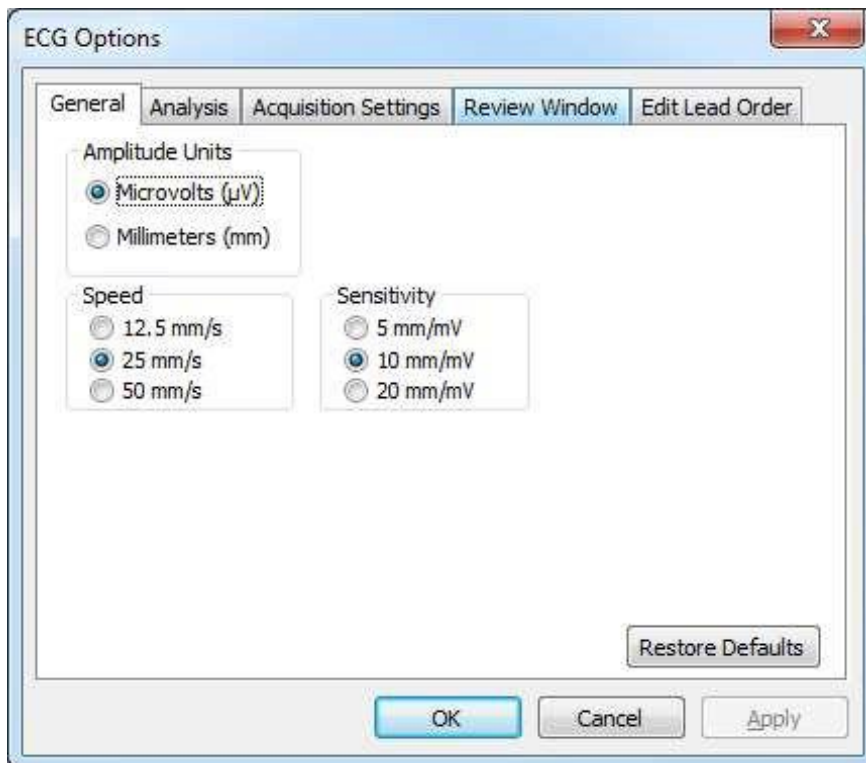 ECG Options
General Analysis Acquisition Settings Review Window Edit Lead Order
Amplitude Units
Microvolts (µV)
Millimeters (mm)
Speed
12.5 mm/s
25 mm/s
50 mm/s
Sensitivity
5 mm/mV
10 mm/mV
20 mm/mV
Restore Defaults
OK Cancel Apply